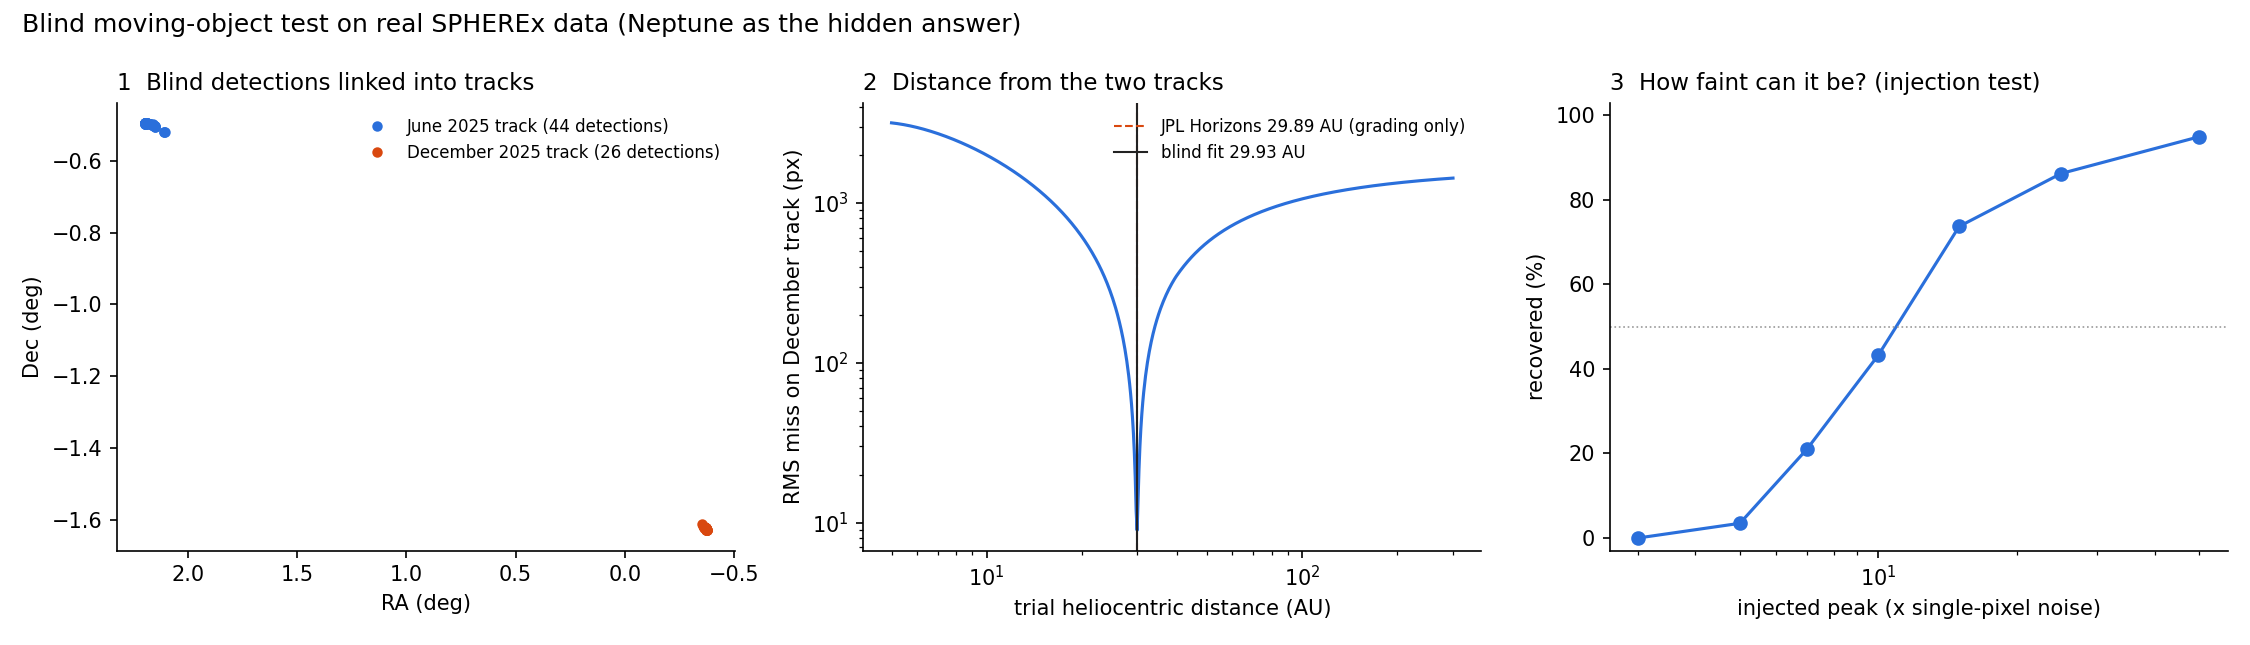 Blind moving-object test on real SPHEREx data (Neptune as the hidden answer)
1 Blind detections linked into tracks
June 2025 track (44 detections)
December 2025 track (26 detections)
−0.6
−0.8
−1.0
−1.2
−1.4
−1.6
Dec (deg)
2.0 1.5 1.0 0.5 0.0 −0.5
RA (deg)
2 Distance from the two tracks
JPL Horizons 29.89 AU (grading only)
blind fit 29.93 AU
10³
10²
10¹
RMS miss on December track (px)
10¹ 10²
trial heliocentric distance (AU)
3 How faint can it be? (injection test)
100
80
60
40
20
0
recovered (%)
10¹
injected peak (x single-pixel noise)